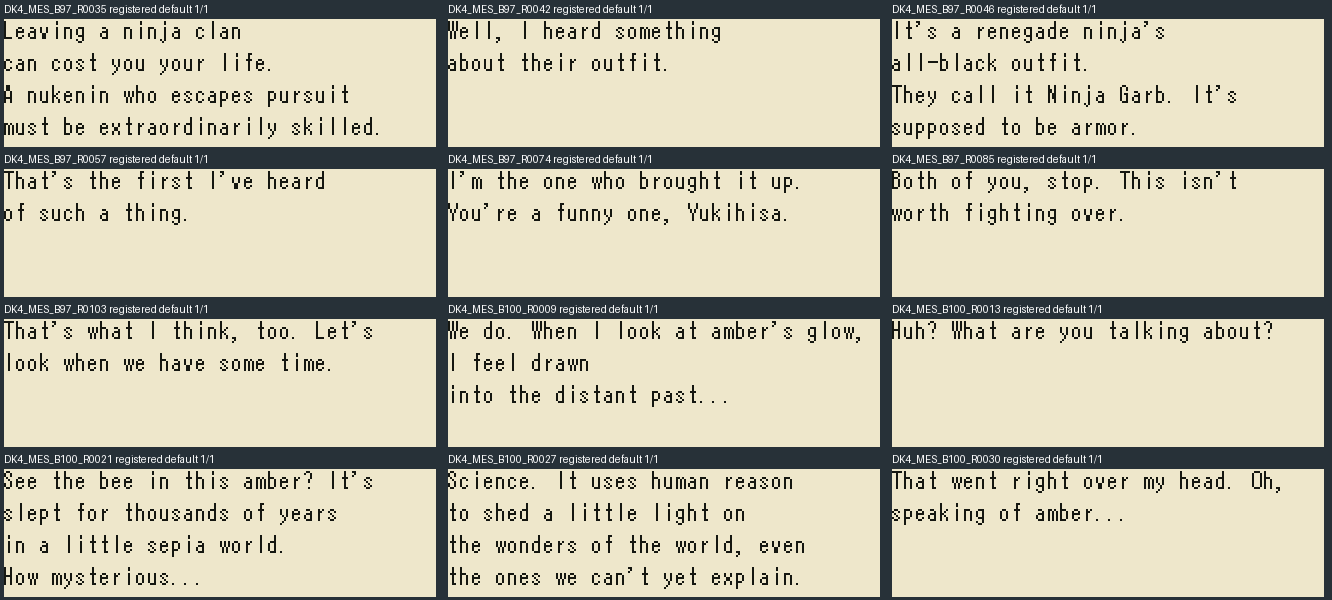 DK4_MES_B97_R0035 registered default 1/1
Leaving a ninja clan
can cost you your life.
A nukenin who escapes pursuit
must be extraordinarily skilled.
DK4_MES_B97_R0042 registered default 1/1
Well, I heard something
about their outfit.
DK4_MES_B97_R0046 registered default 1/1
It's a renegade ninja's
all-black outfit.
They call it Ninja Garb. It's
supposed to be armor.
DK4_MES_B97_R0057 registered default 1/1
That's the first I've heard
of such a thing.
DK4_MES_B97_R0074 registered default 1/1
I'm the one who brought it up.
You're a funny one, Yukihisa.
DK4_MES_B97_R0085 registered default 1/1
Both of you, stop. This isn't
worth fighting over.
DK4_MES_B97_R0103 registered default 1/1
That's what I think, too. Let's
look when we have some time.
DK4_MES_B100_R0009 registered default 1/1
We do. When I look at amber's glow,
I feel drawn
into the distant past...
DK4_MES_B100_R0013 registered default 1/1
Huh? What are you talking about?
DK4_MES_B100_R0021 registered default 1/1
See the bee in this amber? It's
slept for thousands of years
in a little sepia world.
How mysterious...
DK4_MES_B100_R0027 registered default 1/1
Science. It uses human reason
to shed a little light on
the wonders of the world, even
the ones we can't yet explain.
DK4_MES_B100_R0030 registered default 1/1
That went right over my head. Oh,
speaking of amber...